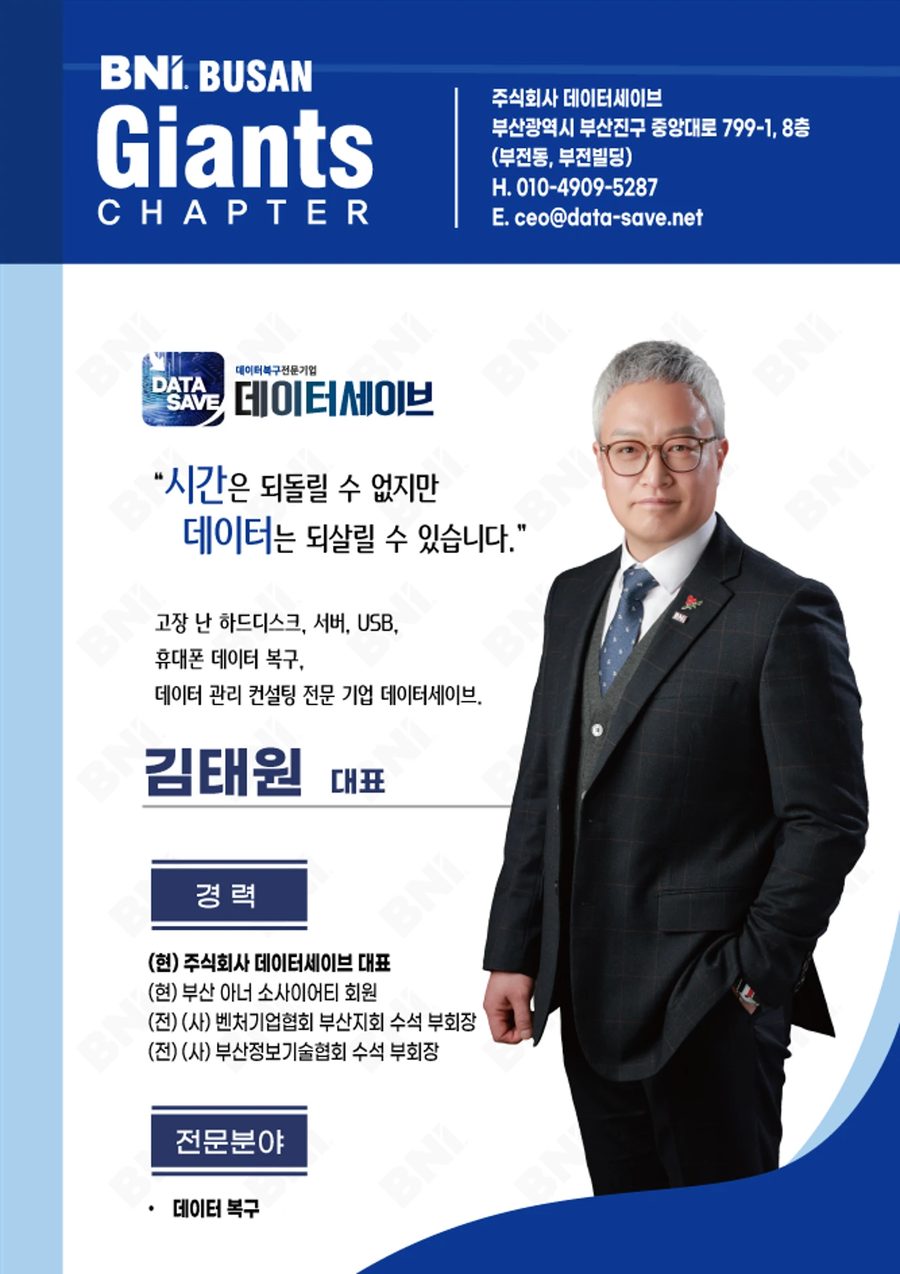 BNI. BUSAN
Giants
CHAPTER
주식회사 데이터세이브
부산광역시 부산진구 중앙대로 799-1, 8층
(부전동, 부전빌딩)
H. 010-4909-5287
E. ceo@data-save.net
DATA
SAVE
데이터복구전문기업
데이터세이브
“시간은 되돌릴 수 없지만
데이터는 되살릴 수 있습니다.”
고장 난 하드디스크, 서버, USB,
휴대폰 데이터 복구,
데이터 관리 컨설팅 전문 기업 데이터세이브.
김태원 대표
경 력
(현) 주식회사 데이터세이브 대표
(현) 부산 아너 소사이어티 회원
(전) (사) 벤처기업협회 부산지회 수석 부회장
(전) (사) 부산정보기술협회 수석 부회장
전문분야
• 데이터 복구